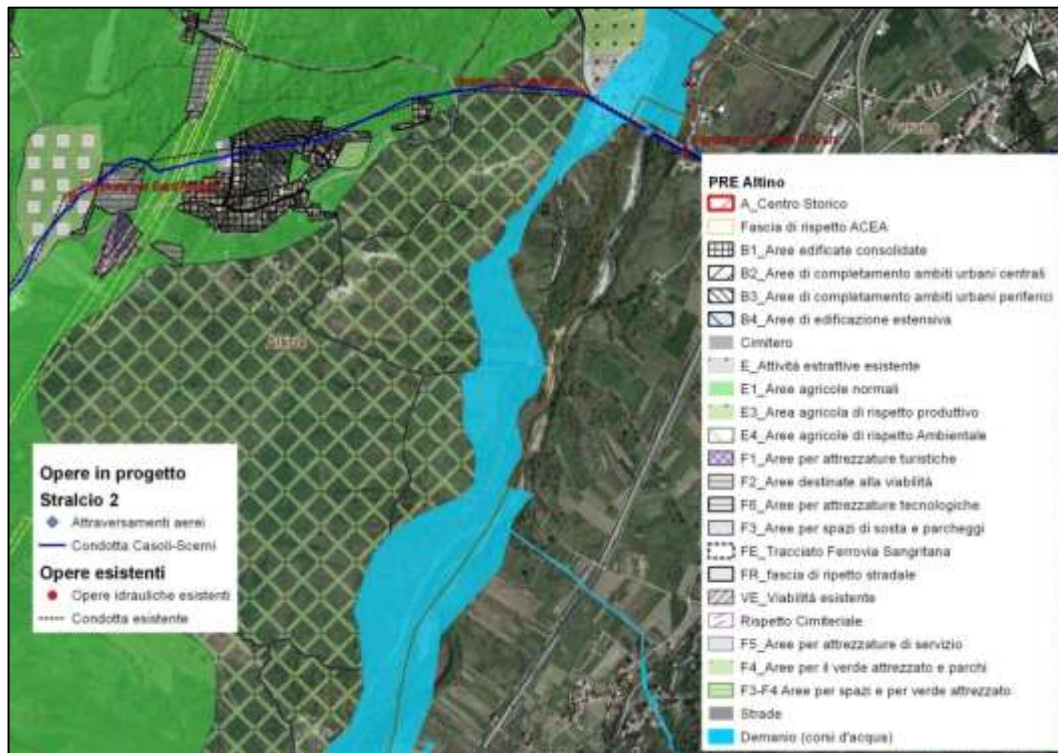 Altino
PRE Altino
A_Centro Storico
Fascia di rispetto ACEA
B1_Aree edificate consolidate
B2_Aree di completamento ambiti urbani centrali
B3_Aree di completamento ambiti urbani periferici
B4_Aree di edificazione estensiva
Cimitero
E_Attività estrattive esistente
E1_Aree agricole normali
E3_Area agricola di rispetto produttivo
E4_Aree agricole di rispetto Ambientale
F1_Aree per attrezzature turistiche
F2_Aree destinate alla viabilità
F6_Aree per attrezzature tecnologiche
F3_Aree per spazi di sosta e parcheggi
FE_Tracciato Ferrovia Sangritana
FR_fascia di ripetto stradale
VE_Viabilità esistente
Rispetto Cimiteriale
F5_Aree per attrezzature di servizio
F4_Aree per il verde attrezzato e parchi
F3-F4 Aree per spazi e per verde attrezzato
Strade
Demanio (corsi d'acqua)
Opere in progetto
Stralcio 2
Attraversamenti aerei
Condotta Casoli-Scerni
Opere esistenti
Opere idrauliche esistenti
Condotta esistente